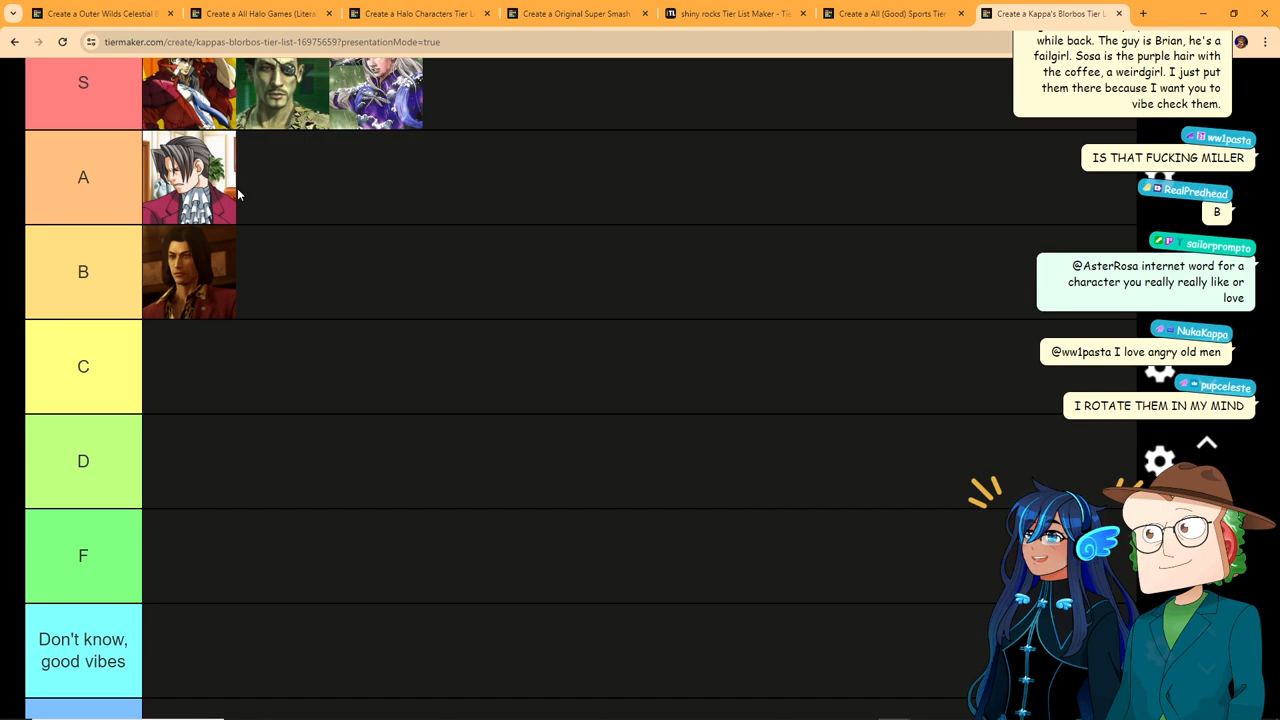 Create a Outer Wilds Celestial B
Create a All Halo Games (Litera
Create a Halo Characters Tier L
Create a Original Super Smash
shiny rocks Tier List Maker - Tie
Create a All (Good) Sports Tie
Create a Kappa's Blorbos Tier L
tiermaker.com/create/kappas-blorbos-tier-list-16975659?presentationMode=true
while back. The guy is Brian, he's a
failgirl. Sosa is the purple hair with
the coffee, a weirdgirl. I just put
them there because I want you to
vibe check them.
S
ww1pasta
IS THAT FUCKING MILLER
A
RealPredhead
B
sailorprompto
@AsterRosa internet word for a
character you really really like or
love
B
NukaKappa
@ww1pasta I love angry old men
C
pupceleste
I ROTATE THEM IN MY MIND
D
F
Don't know,
good vibes